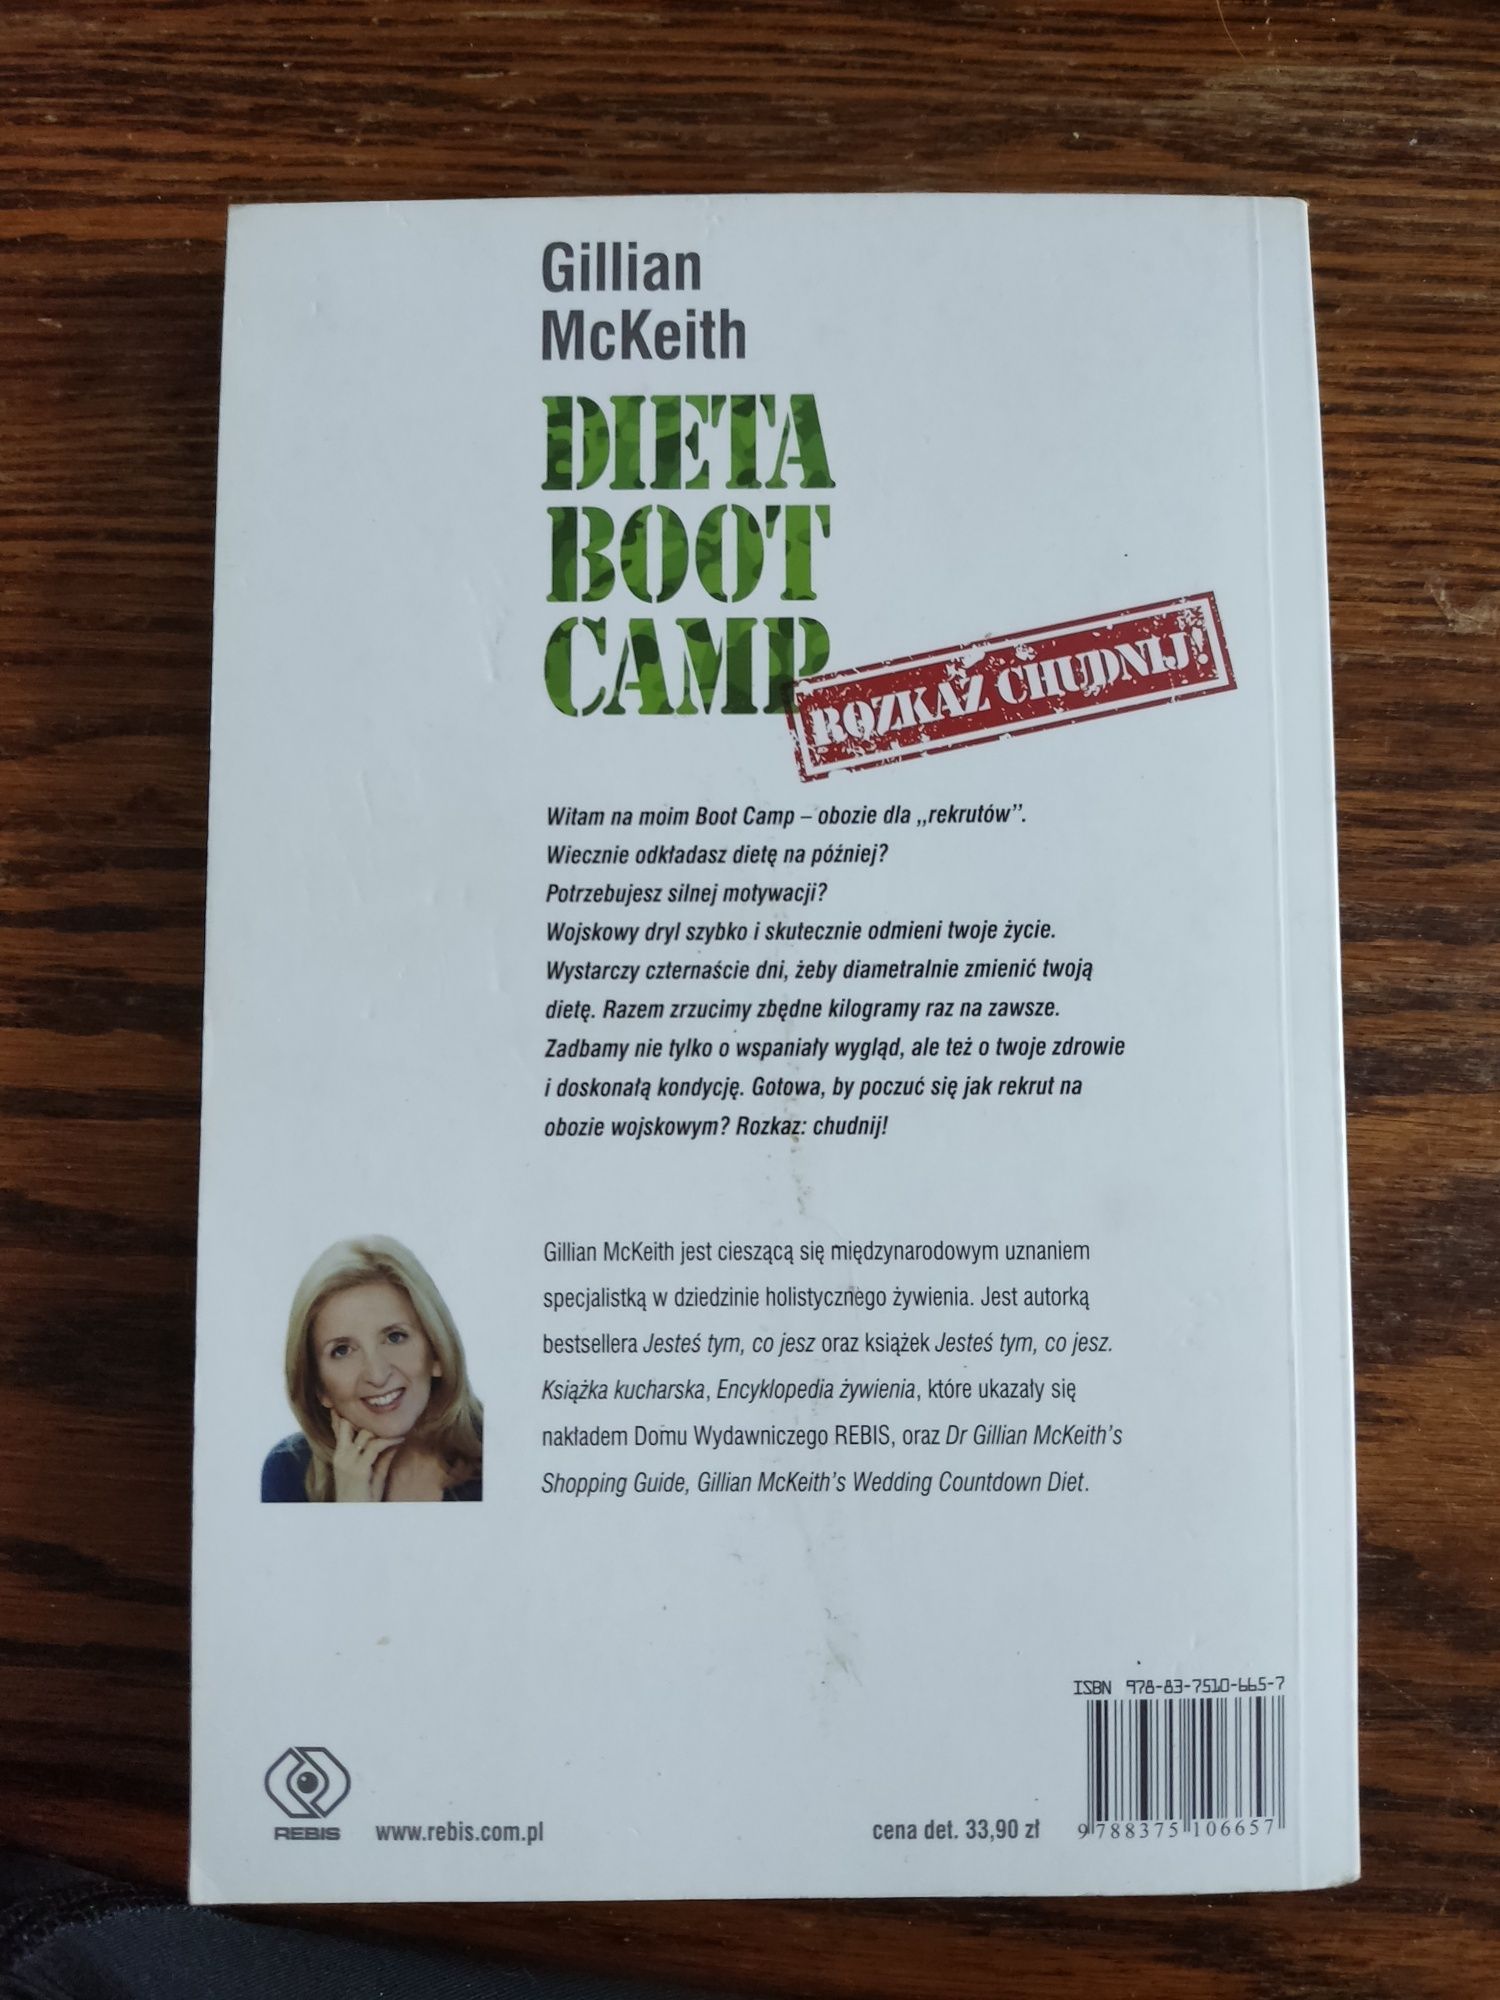 Gillian
McKeith
DIETA
BOOT
CAMP
ROZKAZ CHUDNIJ!
Witam na moim Boot Camp – obozie dla „rekrutów”.
Wiecznie odkładasz dietę na później?
Potrzebujesz silnej motywacji?
Wojskowy dryl szybko i skutecznie odmieni twoje życie.
Wystarczy czternaście dni, żeby diametralnie zmienić twoją
dietę. Razem zrzucimy zbędne kilogramy raz na zawsze.
Zadbamy nie tylko o wspaniały wygląd, ale też o twoje zdrowie
i doskonałą kondycję. Gotowa, by poczuć się jak rekrut na
obozie wojskowym? Rozkaz: chudnij!
Gillian McKeith jest cieszącą się międzynarodowym uznaniem
specjalistką w dziedzinie holistycznego żywienia. Jest autorką
bestsellera Jesteś tym, co jesz oraz książek Jesteś tym, co jesz.
Książka kucharska, Encyklopedia żywienia, które ukazały się
nakładem Domu Wydawniczego REBIS, oraz Dr Gillian McKeith's
Shopping Guide, Gillian McKeith's Wedding Countdown Diet.
ISBN 978-83-7510-665-7
REBIS
www.rebis.com.pl
cena det. 33,90 zł
9 788375 106657